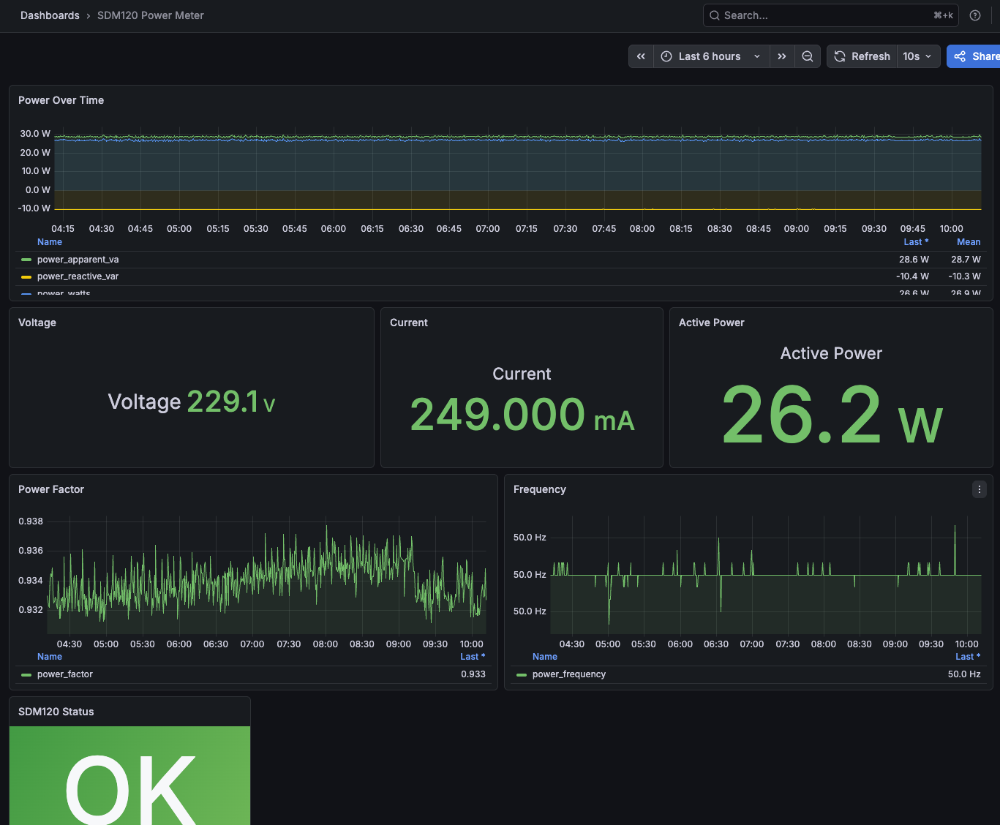 Dashboards › SDM120 Power Meter
Search...
⌘+k
Last 6 hours
Refresh
10s
Share
Power Over Time
30.0 W
20.0 W
10.0 W
0.0 W
-10.0 W
04:15 04:30 04:45 05:00 05:15 05:30 05:45 06:00 06:15 06:30 06:45 07:00 07:15 07:30 07:45 08:00 08:15 08:30 08:45 09:00 09:15 09:30 09:45 10:00
Name Last * Mean
power_apparent_va 28.6 W 28.7 W
power_reactive_var -10.4 W -10.3 W
power_watts 26.6 W 26.9 W
Voltage
Voltage 229.1 V
Current
Current
249.000 mA
Active Power
Active Power
26.2 W
Power Factor
0.938
0.936
0.934
0.932
04:30 05:00 05:30 06:00 06:30 07:00 07:30 08:00 08:30 09:00 09:30 10:00
Name Last *
power_factor 0.933
Frequency
50.0 Hz
50.0 Hz
50.0 Hz
04:30 05:00 05:30 06:00 06:30 07:00 07:30 08:00 08:30 09:00 09:30 10:00
Name Last *
power_frequency 50.0 Hz
SDM120 Status
OK